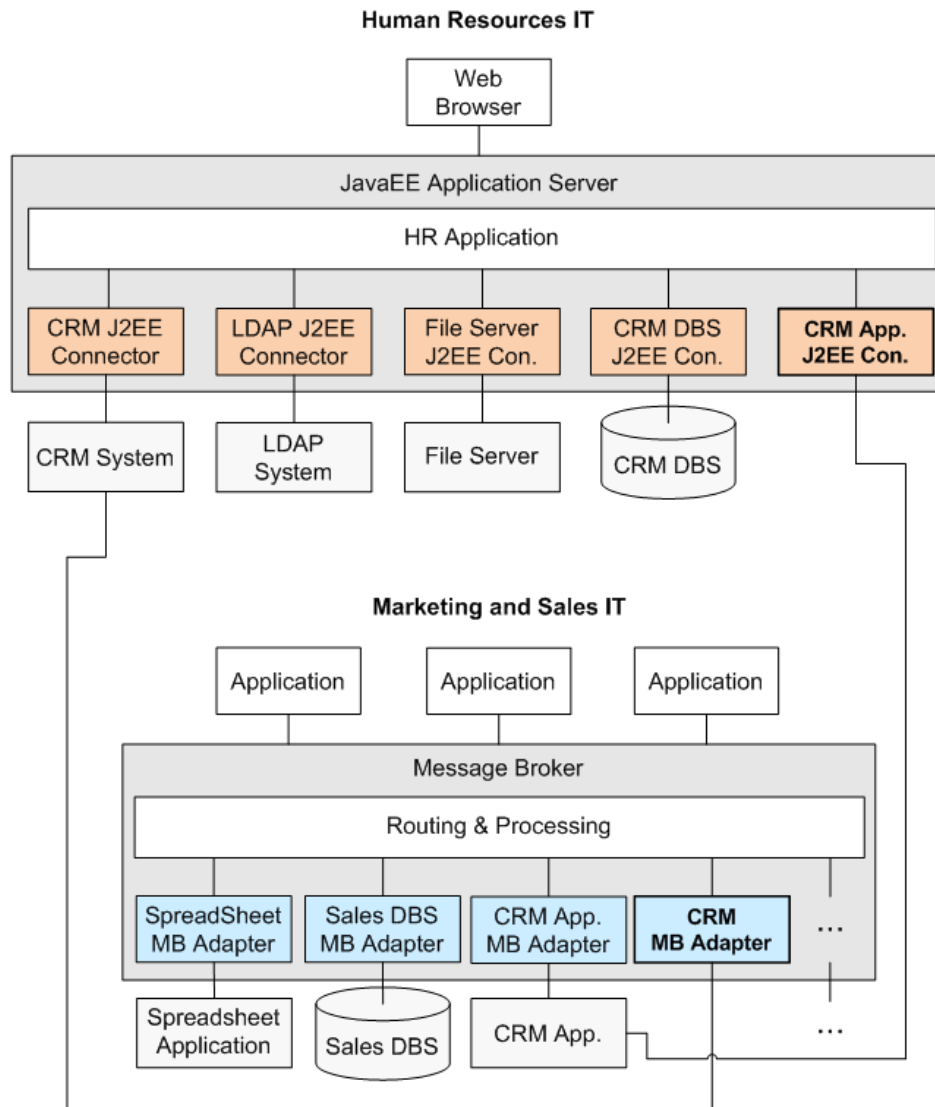 Human Resources IT
Web
Browser
JavaEE Application Server
HR Application
CRM J2EE
Connector
LDAP J2EE
Connector
File Server
J2EE Con.
CRM DBS
J2EE Con.
CRM App.
J2EE Con.
CRM System
LDAP
System
File Server
CRM DBS
Marketing and Sales IT
Application
Application
Application
Message Broker
Routing & Processing
SpreadSheet
MB Adapter
Sales DBS
MB Adapter
CRM App.
MB Adapter
CRM
MB Adapter
...
Spreadsheet
Application
Sales DBS
CRM App.
...